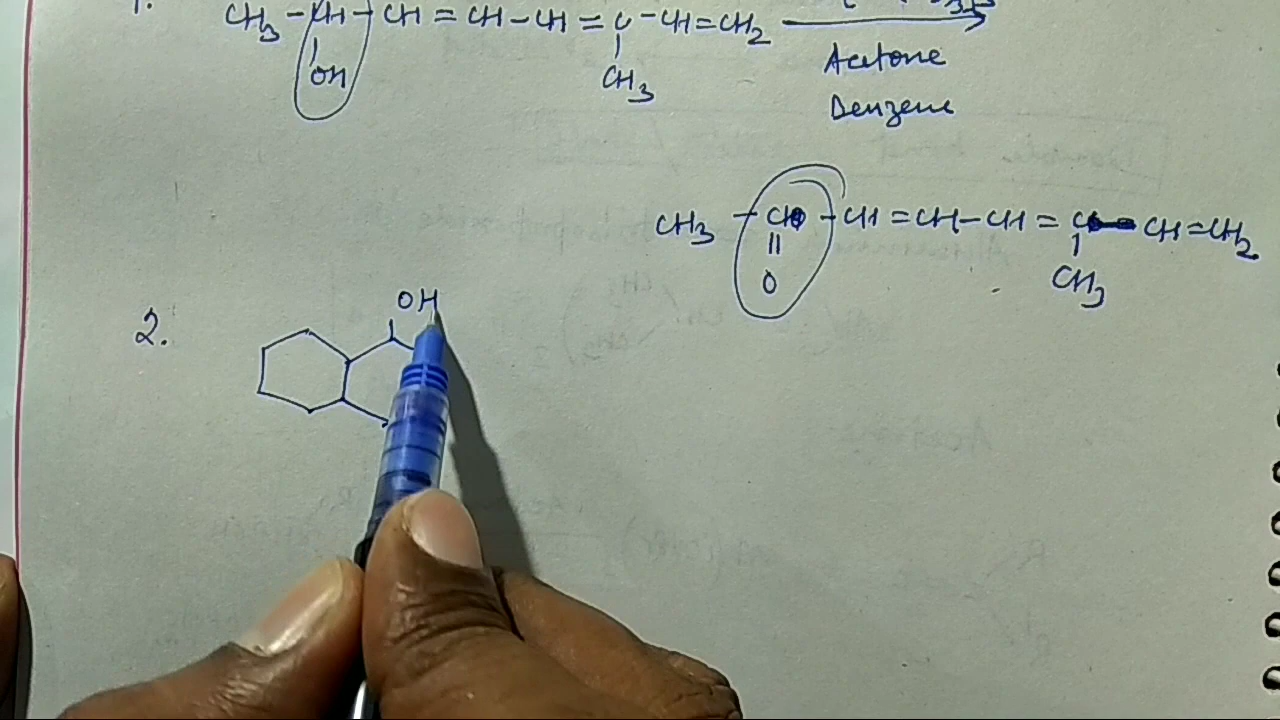 1.
CH3 - CH - CH = CH - CH = C - CH = CH2
OH
CH3
Acetone
Benzene
CH3 - C - CH = CH - CH = C - CH = CH2
O
CH3
2.
OH